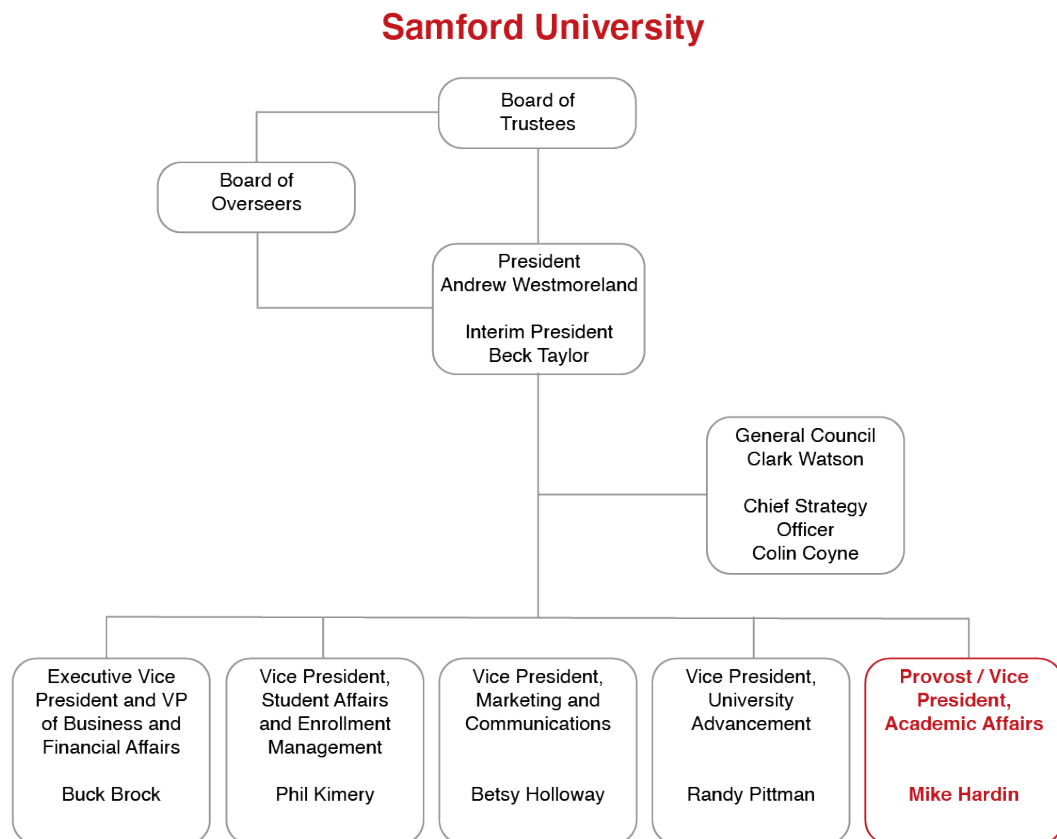 Samford University
Board of
Trustees
Board of
Overseers
President
Andrew Westmoreland
Interim President
Beck Taylor
General Council
Clark Watson
Chief Strategy
Officer
Colin Coyne
Executive Vice
President and VP
of Business and
Financial Affairs
Buck Brock
Vice President,
Student Affairs
and Enrollment
Management
Phil Kimery
Vice President,
Marketing and
Communications
Betsy Holloway
Vice President,
University
Advancement
Randy Pittman
Provost / Vice
President,
Academic Affairs
Mike Hardin